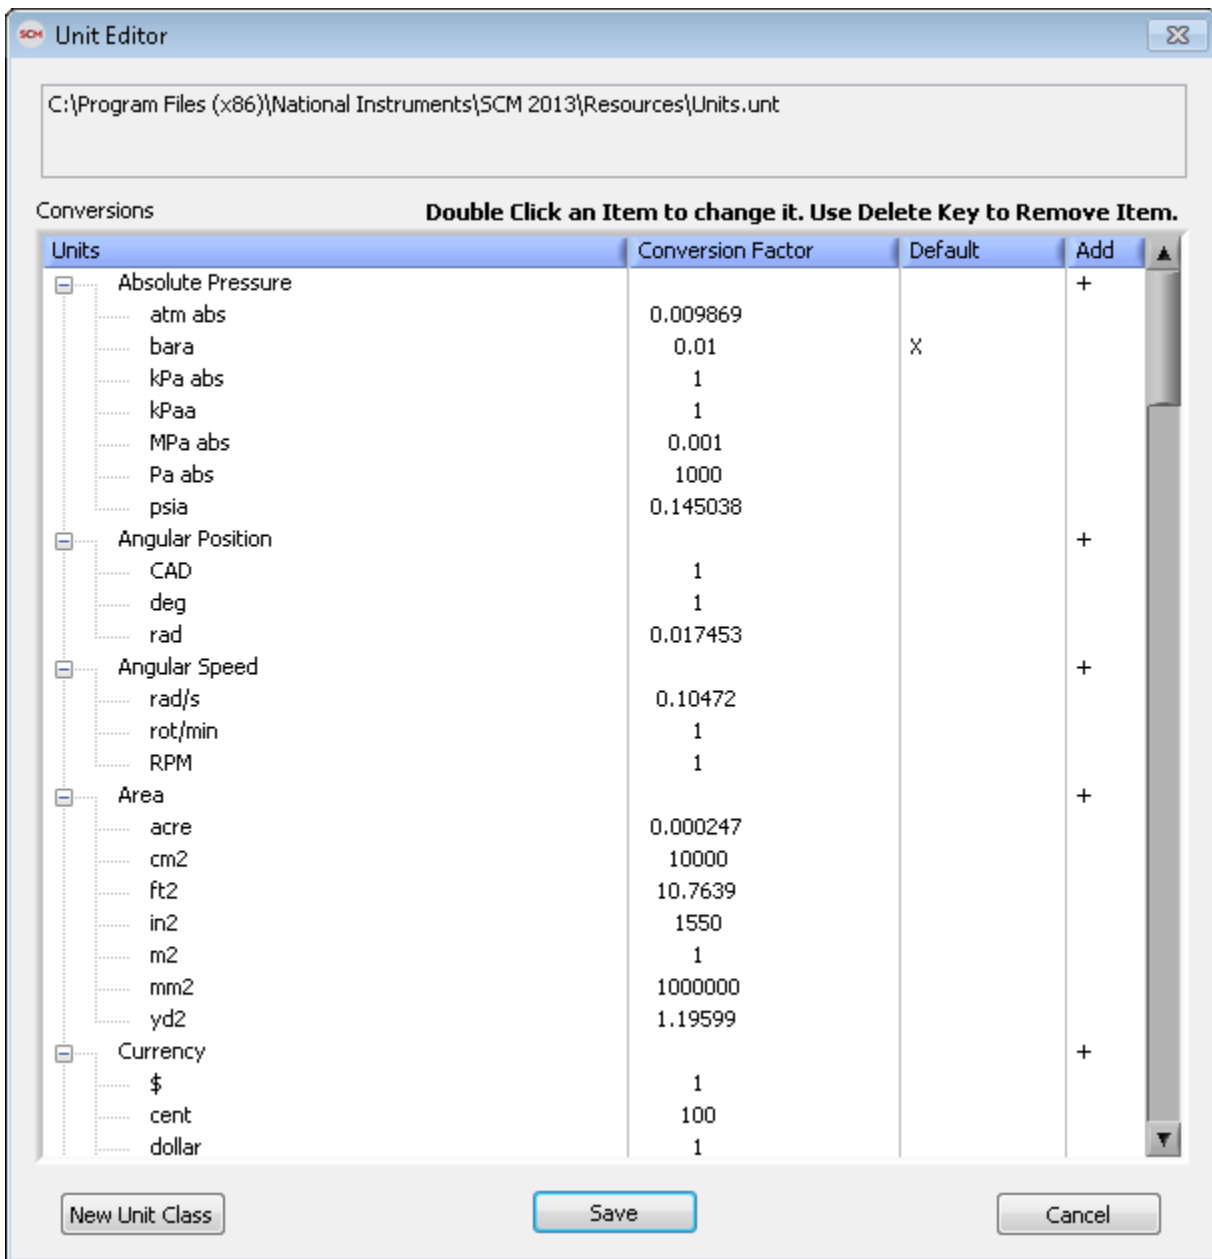 SCM Unit Editor
C:\Program Files (x86)\National Instruments\SCM 2013\Resources\Units.unt
Conversions Double Click an Item to change it. Use Delete Key to Remove Item.
Units Conversion Factor Default Add
Absolute Pressure +
atm abs 0.009869
bara 0.01 X
kPa abs 1
kPaa 1
MPa abs 0.001
Pa abs 1000
psia 0.145038
Angular Position +
CAD 1
deg 1
rad 0.017453
Angular Speed +
rad/s 0.10472
rot/min 1
RPM 1
Area +
acre 0.000247
cm2 10000
ft2 10.7639
in2 1550
m2 1
mm2 1000000
yd2 1.19599
Currency +
$ 1
cent 100
dollar 1
New Unit Class Save Cancel